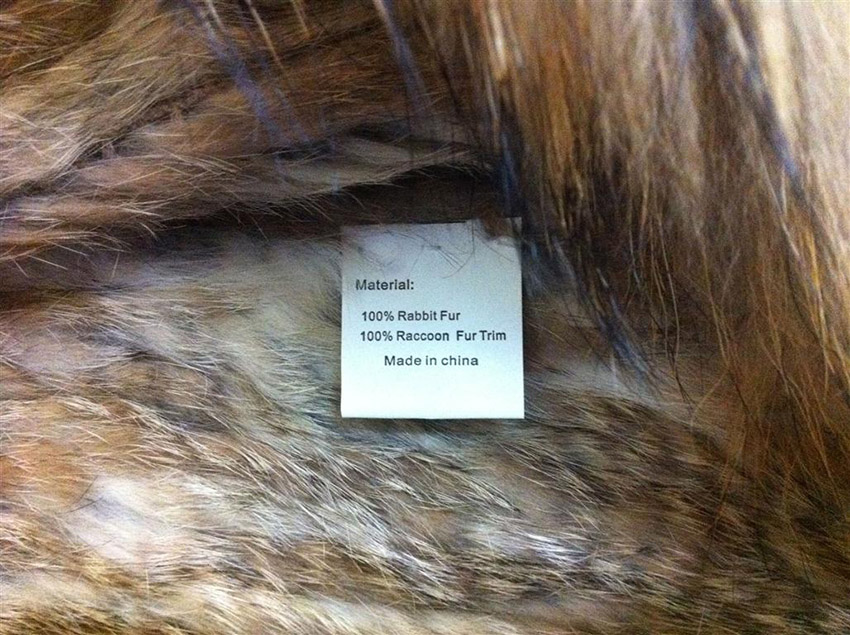 Material:
100% Rabbit Fur
100% Raccoon Fur Trim
Made in china